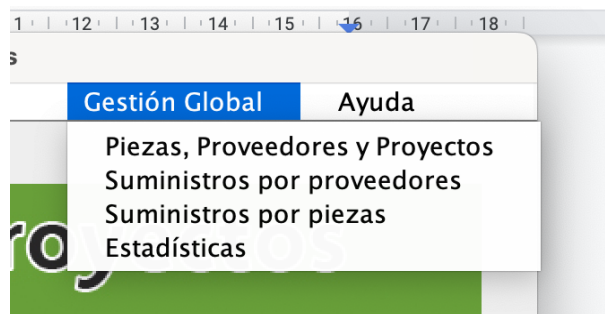 1 12 13 14 15 16 17 18
s
Gestión Global Ayuda
Piezas, Proveedores y Proyectos
Suministros por proveedores
Suministros por piezas
Estadísticas
royectos